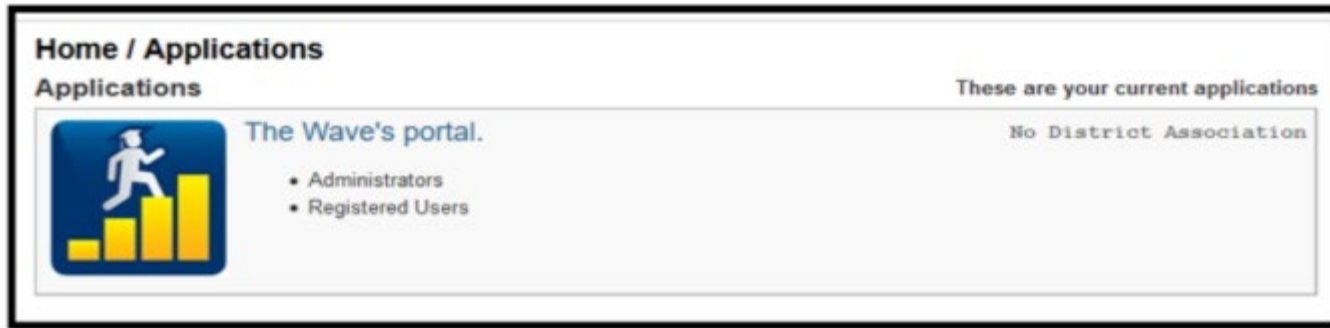 Home / Applications
Applications
These are your current applications
The Wave's portal.
No District Association
• Administrators
• Registered Users